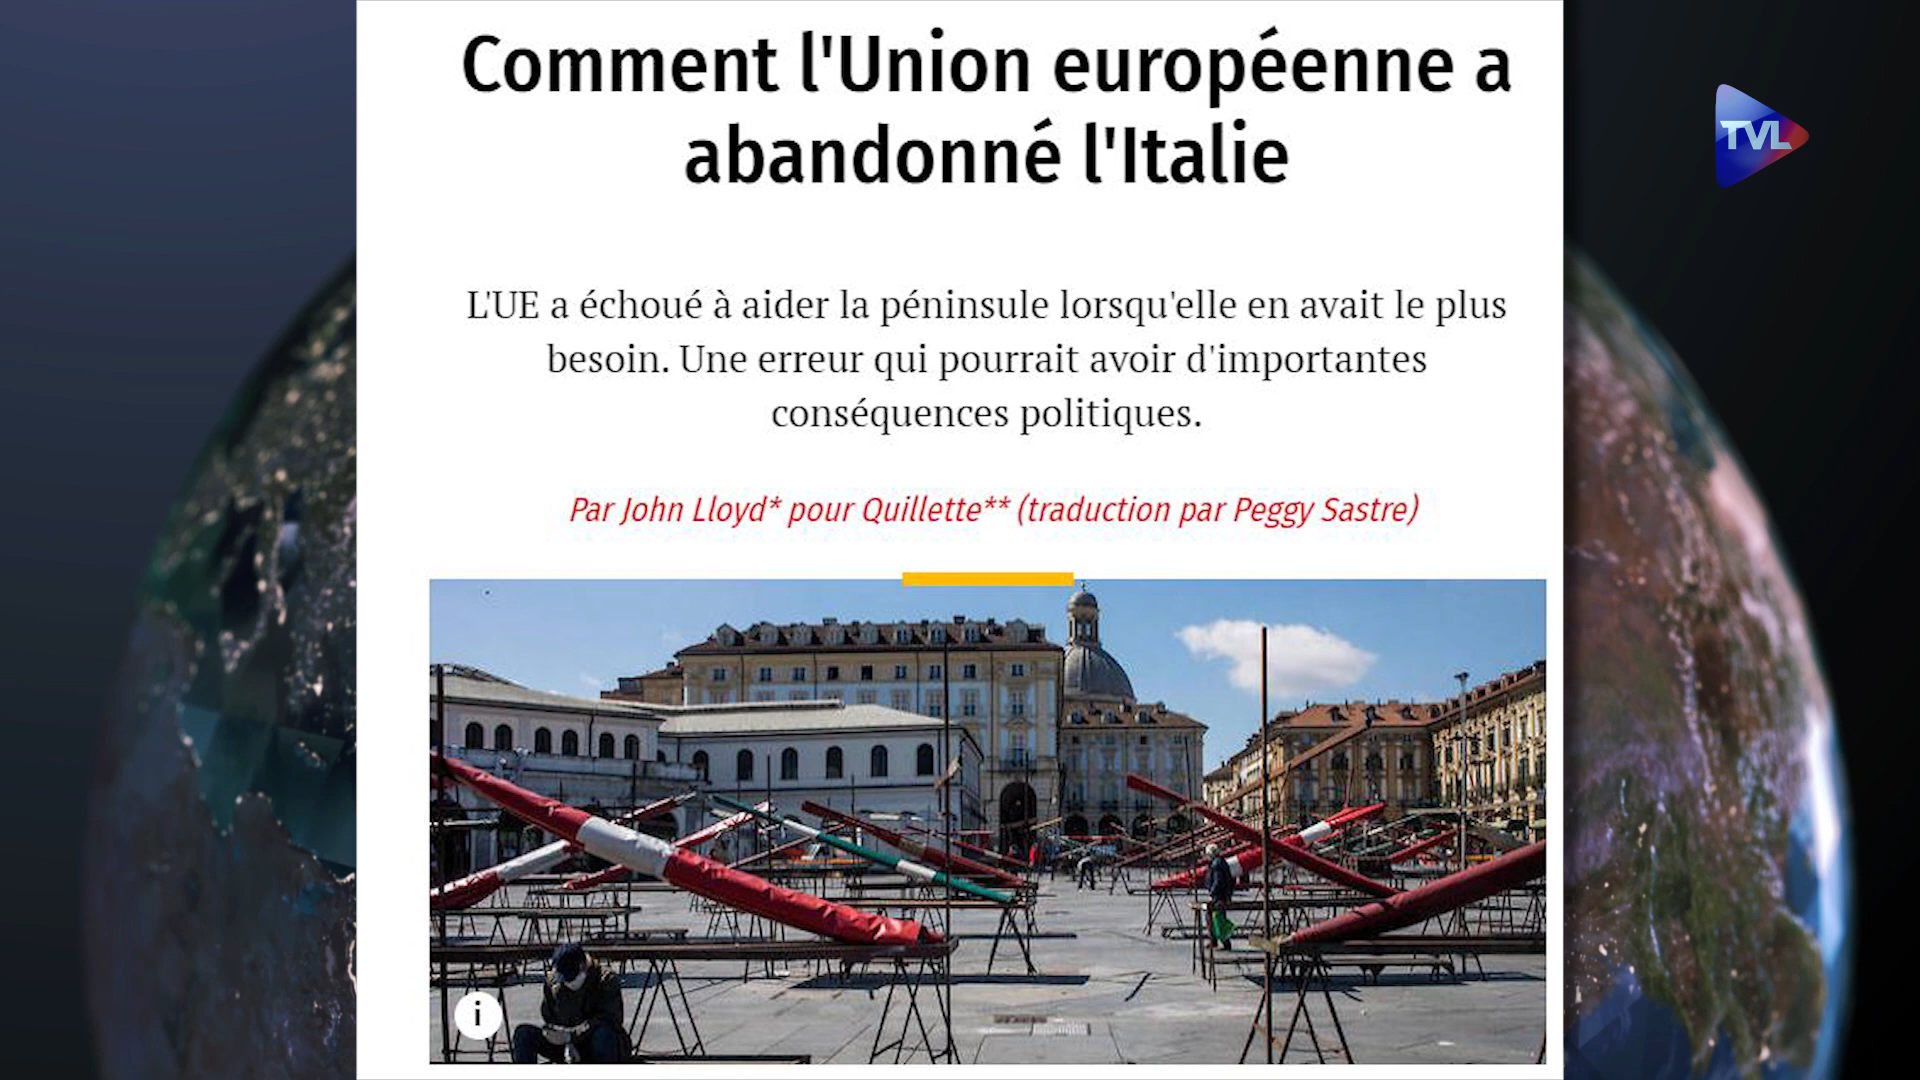 Comment l'Union européenne a
abandonné l'Italie
TVL
L'UE a échoué à aider la péninsule lorsqu'elle en avait le plus
besoin. Une erreur qui pourrait avoir d'importantes
conséquences politiques.
Par John Lloyd* pour Quillette** (traduction par Peggy Sastre)
i